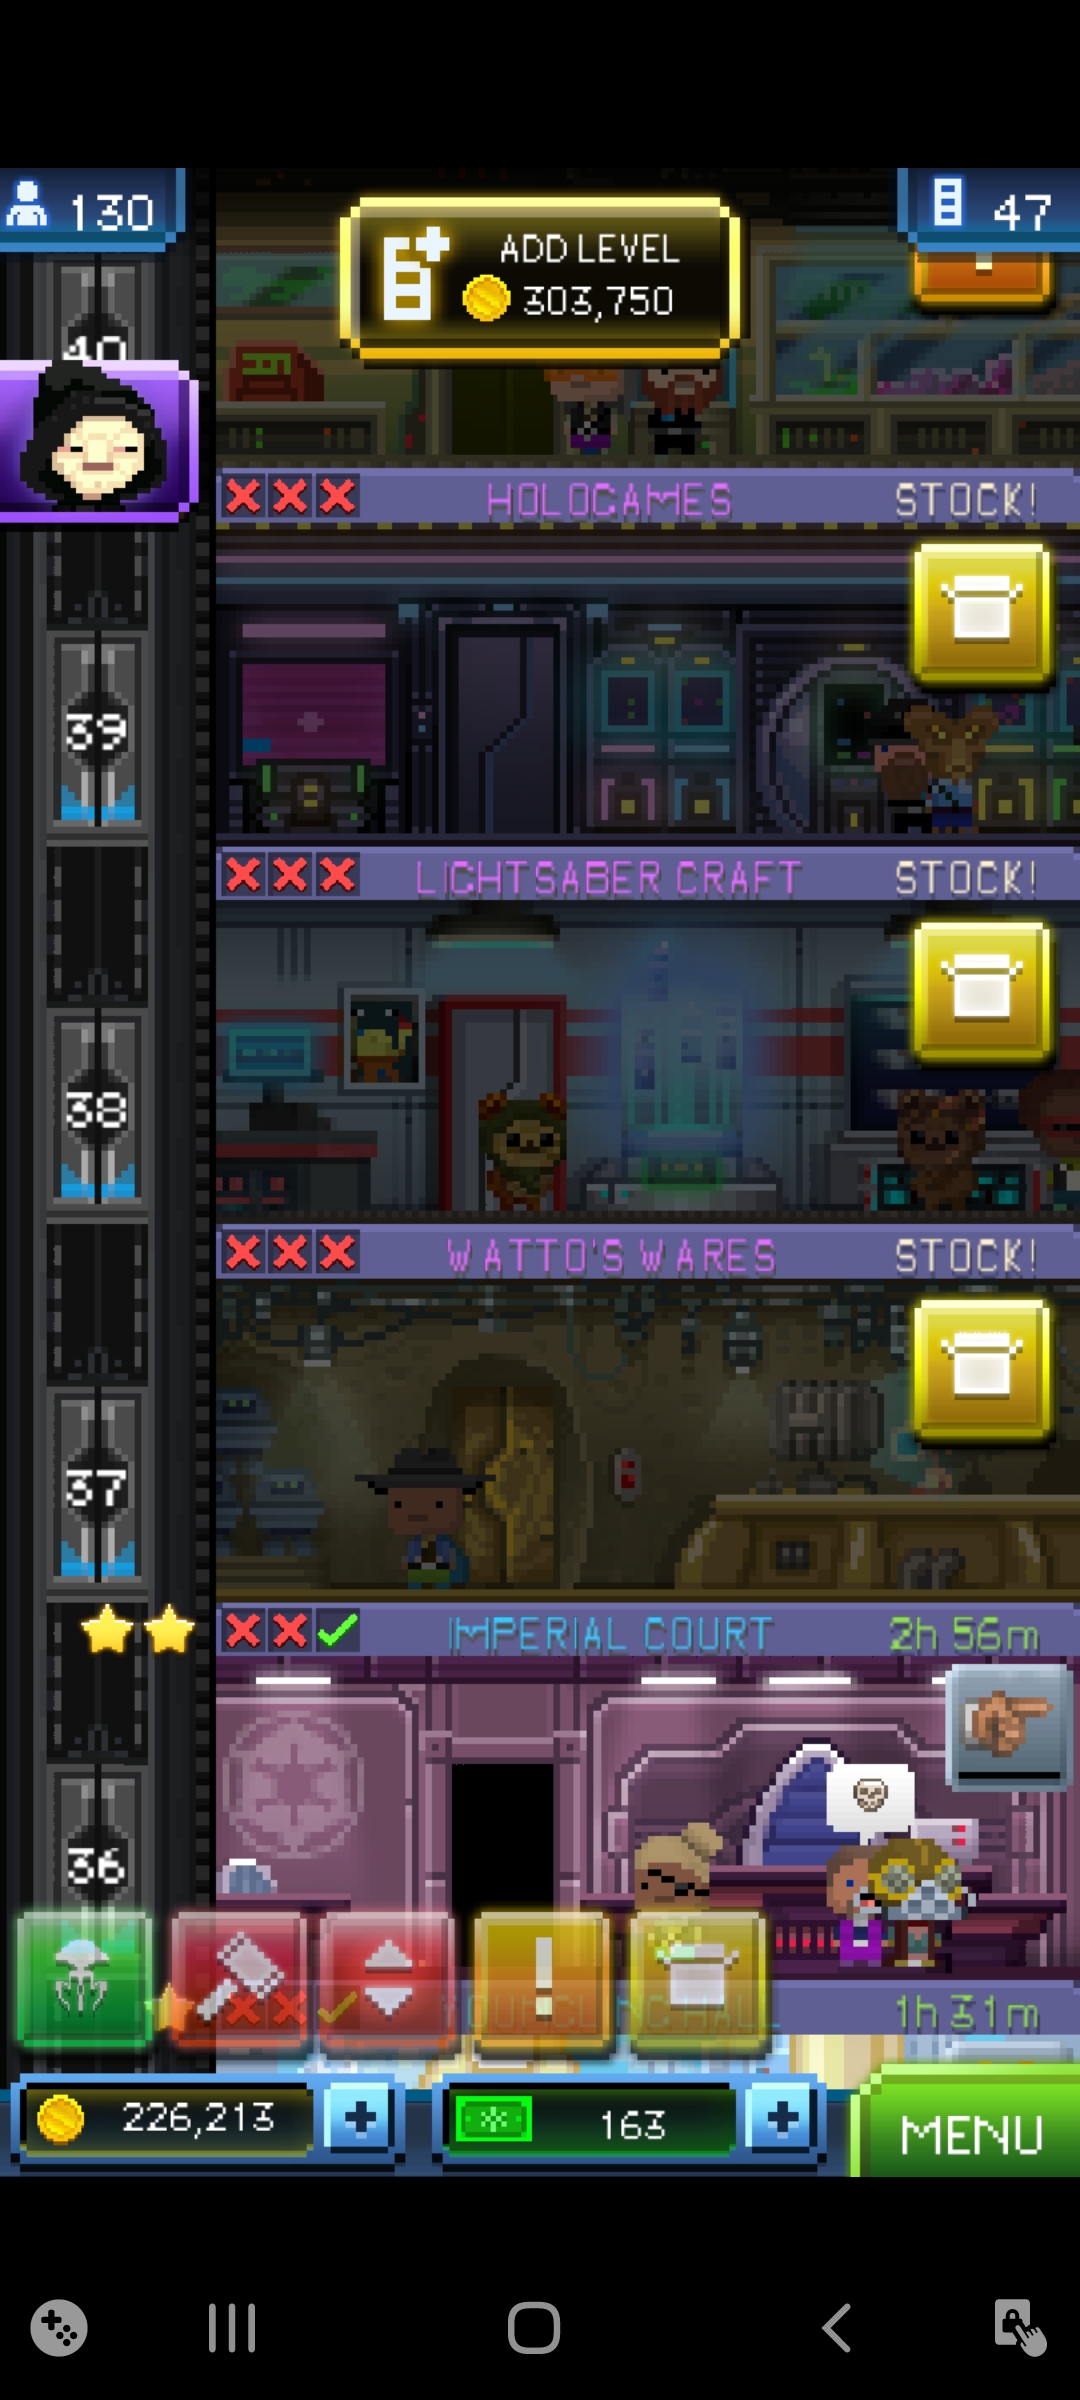 130
ADD LEVEL
303,750
47
40
HOLOGAMES
STOCK!
39
LIGHTSABER CRAFT
STOCK!
38
WATTO'S WARES
STOCK!
37
IMPERIAL COURT
2h 56m
36
1h 31m
226,213
163
MENU